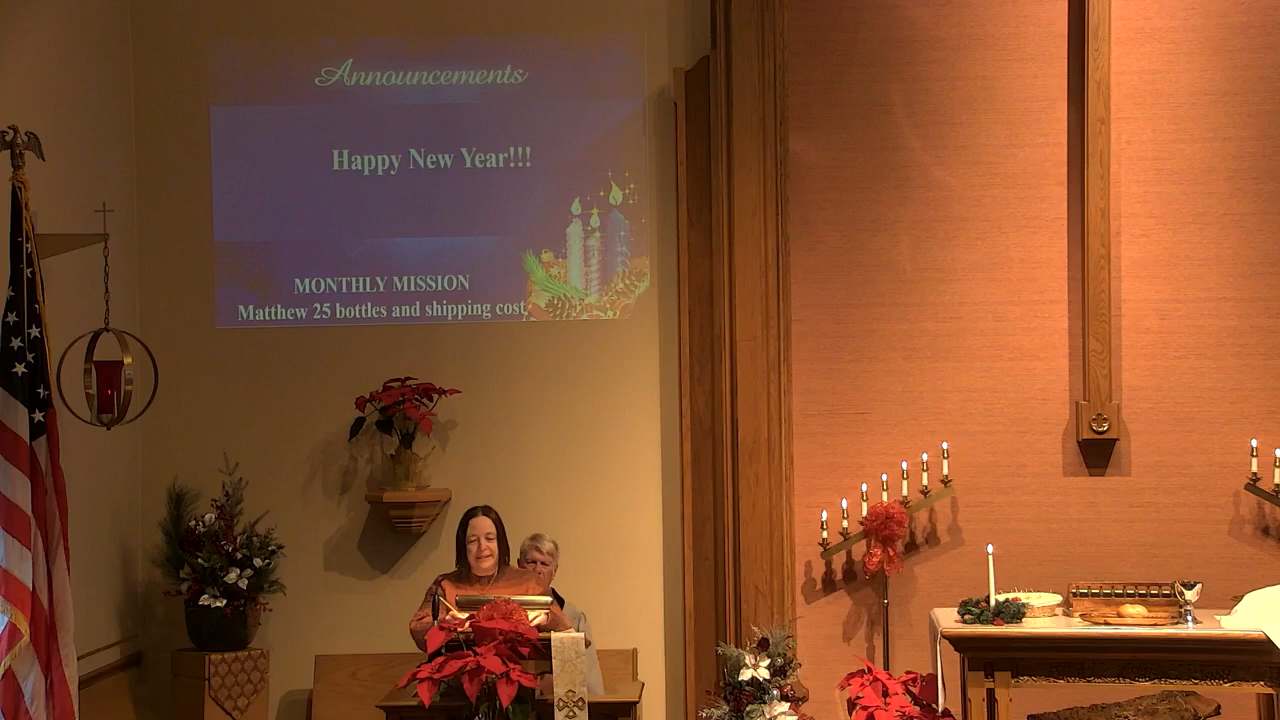 Announcements
Happy New Year!!!
MONTHLY MISSION
Matthew 25 bottles and shipping cost